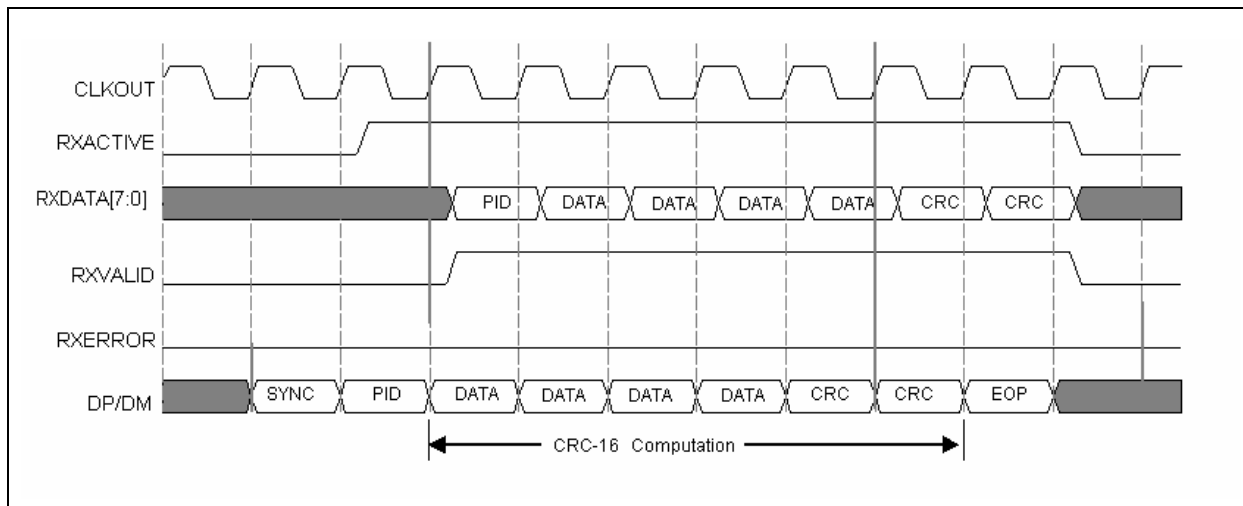 CLKOUT
RXACTIVE
RXDATA[7:0]
PID DATA DATA DATA DATA CRC CRC
RXVALID
RXERROR
DP/DM
SYNC PID DATA DATA DATA DATA CRC CRC EOP
CRC-16 Computation